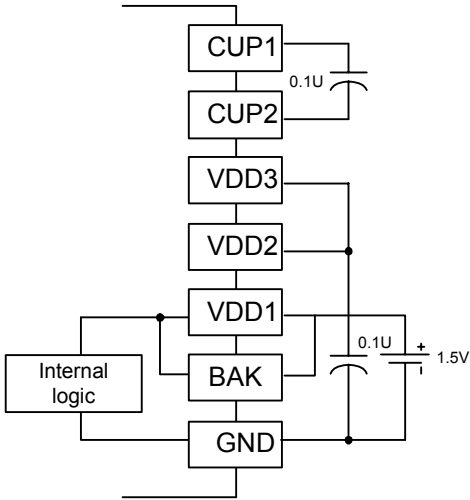 CUP1
0.1U
CUP2
VDD3
VDD2
VDD1
0.1U
+
1.5V
-
Internal
logic
BAK
GND